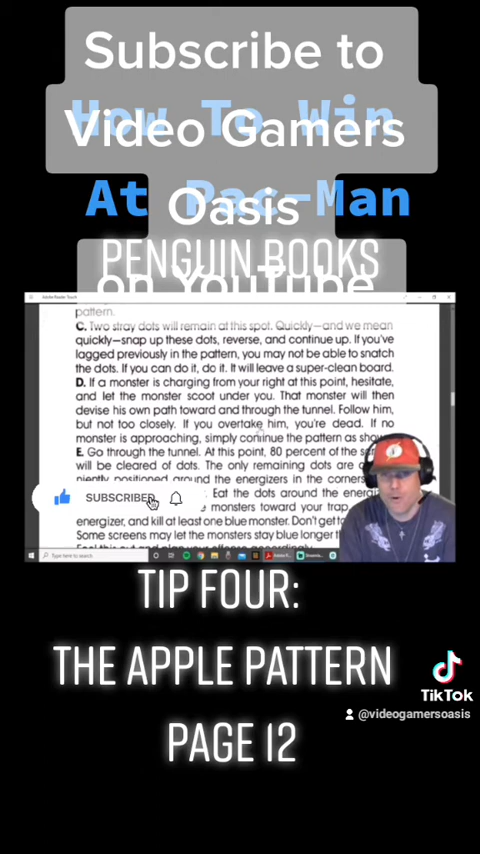 Subscribe to
Video Gamers
Oasis
on YouTube
How To Win
At Pac-Man
PENGUIN BOOKS
pattern.
C. Two stray dots will remain at this spot. Quickly—and we mean
quickly—snap up these dots, reverse, and continue up. If you've
lagged previously in the pattern, you may not be able to snatch
the dots. If you can do it, do it. It will leave a super-clean board.
D. If a monster is charging from your right at this point, hesitate,
and let the monster scoot under you. That monster will then
devise his own path toward and through the tunnel. Follow him,
but not too closely. If you overtake him, you're dead. If no
monster is approaching, simply continue the pattern as
E. Go through the tunnel. At this point, 80 percent of the
will be cleared of dots. The only remaining dots are
niently positioned around the energizers in the corners
Eat the dots around the
monsters toward your trap,
energizer, and kill at least one blue monster. Don't get
Some screens may let the monsters stay blue longer
SUBSCRIBED
Type here to search
TIP FOUR:
THE APPLE PATTERN
PAGE 12
TikTok
@videogamersoasis